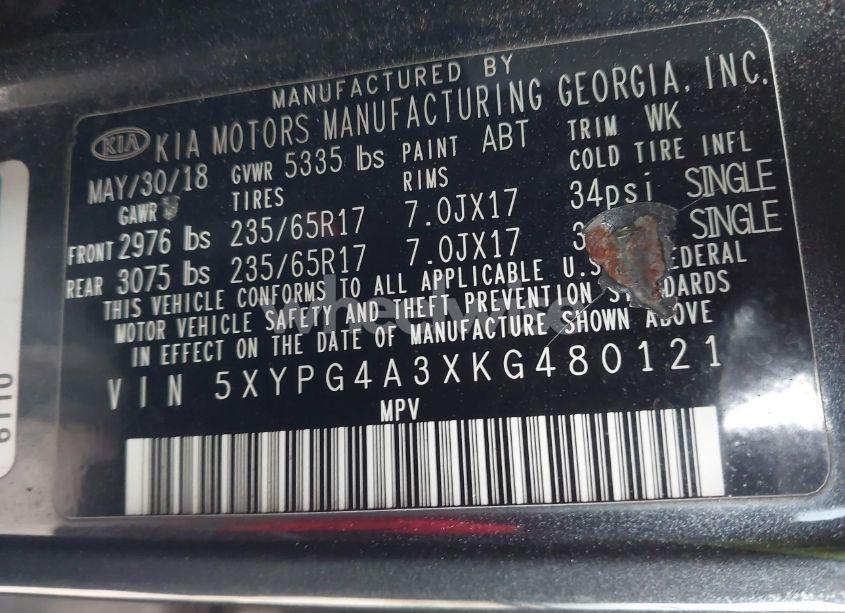 MANUFACTURED BY
KIA KIA MOTORS MANUFACTURING GEORGIA, INC.
MAY/30/18 GVWR 5335 lbs PAINT ABT TRIM WK
GAWR TIRES RIMS COLD TIRE INFL
FRONT 2976 lbs 235/65R17 7.0JX17 34psi SINGLE
REAR 3075 lbs 235/65R17 7.0JX17 3 SINGLE
THIS VEHICLE CONFORMS TO ALL APPLICABLE U.S. FEDERAL
MOTOR VEHICLE SAFETY AND THEFT PREVENTION STANDARDS
IN EFFECT ON THE DATE OF MANUFACTURE SHOWN ABOVE
VIN 5XYPG4A3XKG480121
MPV